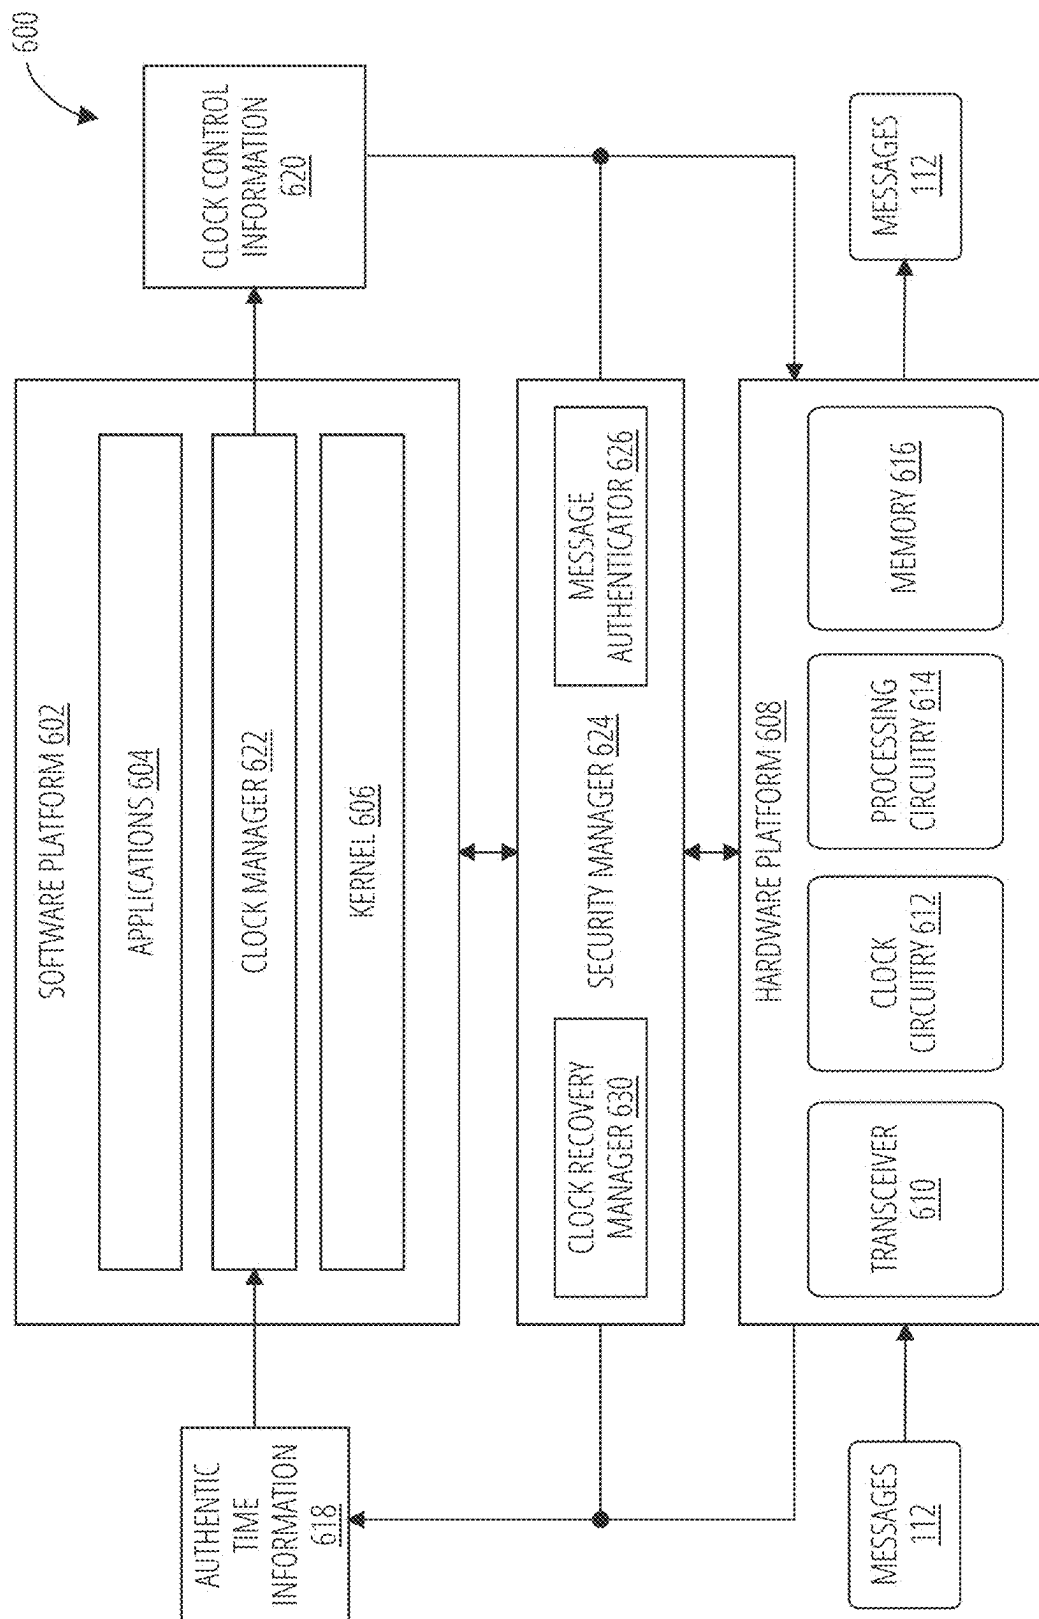 600
SOFTWARE PLATFORM 602
APPLICATIONS 604
AUTHENTIC
TIME
INFORMATION
618
CLOCK MANAGER 622
CLOCK CONTROL
INFORMATION
620
KERNEL 606
CLOCK RECOVERY
MANAGER 630
SECURITY MANAGER 624
MESSAGE
AUTHENTICATOR 626
HARDWARE PLATFORM 608
MESSAGES
112
TRANSCEIVER
610
CLOCK
CIRCUITRY 612
PROCESSING
CIRCUITRY 614
MEMORY 616
MESSAGES
112